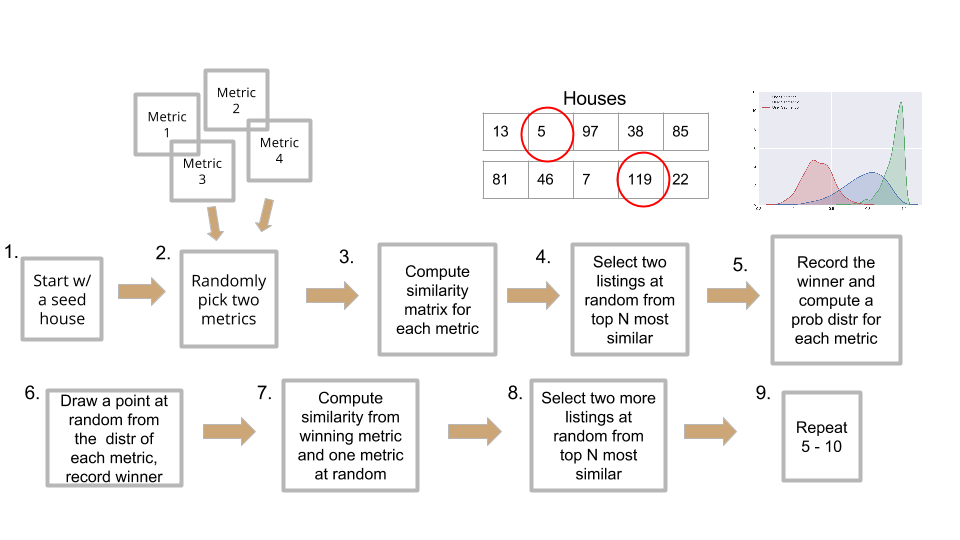 Metric
1
Metric
2
Metric
3
Metric
4
Houses
13 5 97 38 85
81 46 7 119 22
1.
Start w/
a seed
house
2.
Randomly
pick two
metrics
3.
Compute
similarity
matrix for
each metric
4.
Select two
listings at
random from
top N most
similar
5.
Record the
winner and
compute a
prob distr for
each metric
6.
Draw a point at
random from
the distr of
each metric,
record winner
7.
Compute
similarity from
winning metric
and one metric
at random
8.
Select two more
listings at
random from
top N most
similar
9.
Repeat
5 - 10